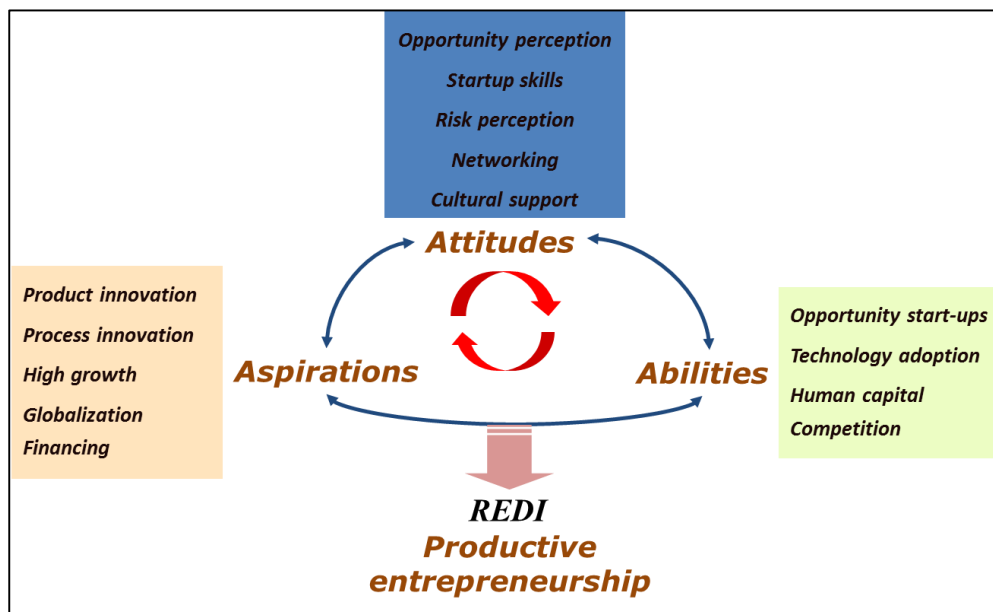 Opportunity perception
Startup skills
Risk perception
Networking
Cultural support
Attitudes
Product innovation
Process innovation
High growth
Globalization
Financing
Aspirations
Abilities
Opportunity start-ups
Technology adoption
Human capital
Competition
REDI
Productive
entrepreneurship